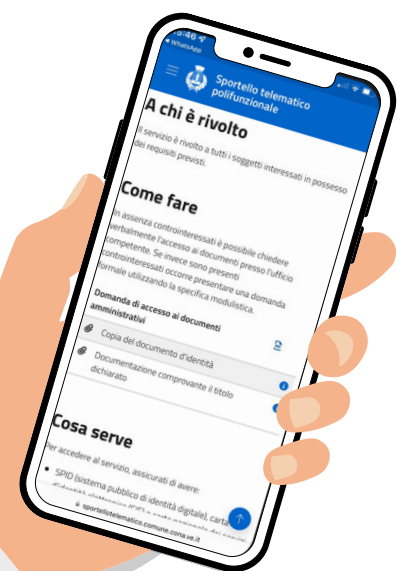 15:46
WhatsApp
Sportello telematico
polifunzionale
A chi è rivolto
Il servizio è rivolto a tutti i soggetti interessati in possesso
dei requisiti previsti.
Come fare
In assenza controinteressati è possibile chiedere
verbalmente l'accesso ai documenti presso l'ufficio
competente. Se invece sono presenti
controinteressati occorre presentare una domanda
formale utilizzando la specifica modulistica.
Domanda di accesso ai documenti
amministrativi
Copia del documento d'identità
Documentazione comprovante il titolo
dichiarato
Cosa serve
Per accedere al servizio, assicurati di avere:
• SPID (sistema pubblico di identità digitale), carta
sportellotelematico.comune.cona.ve.it